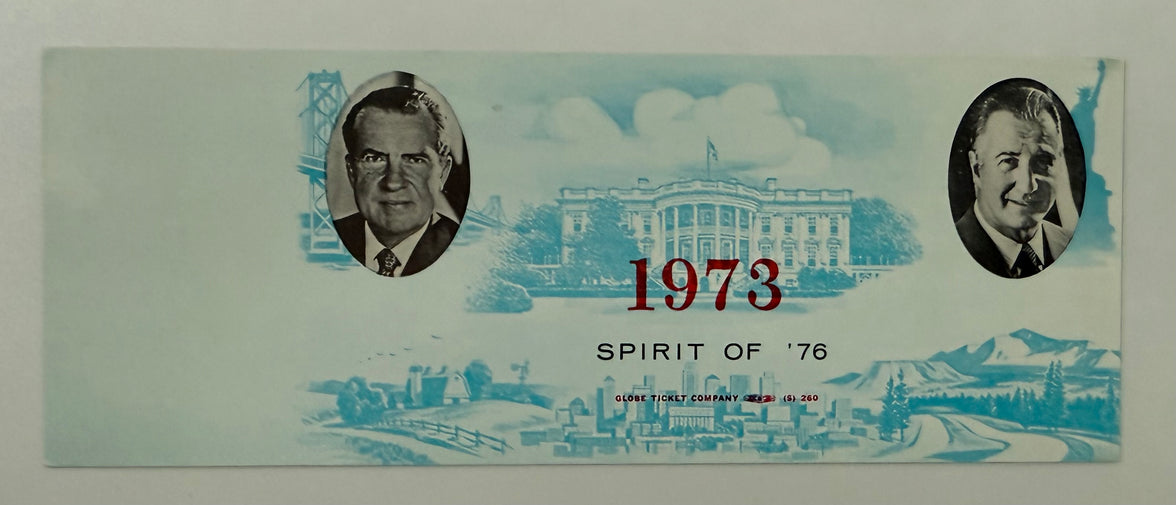 1973
SPIRIT OF '76
GLOBE TICKET COMPANY (S) 260